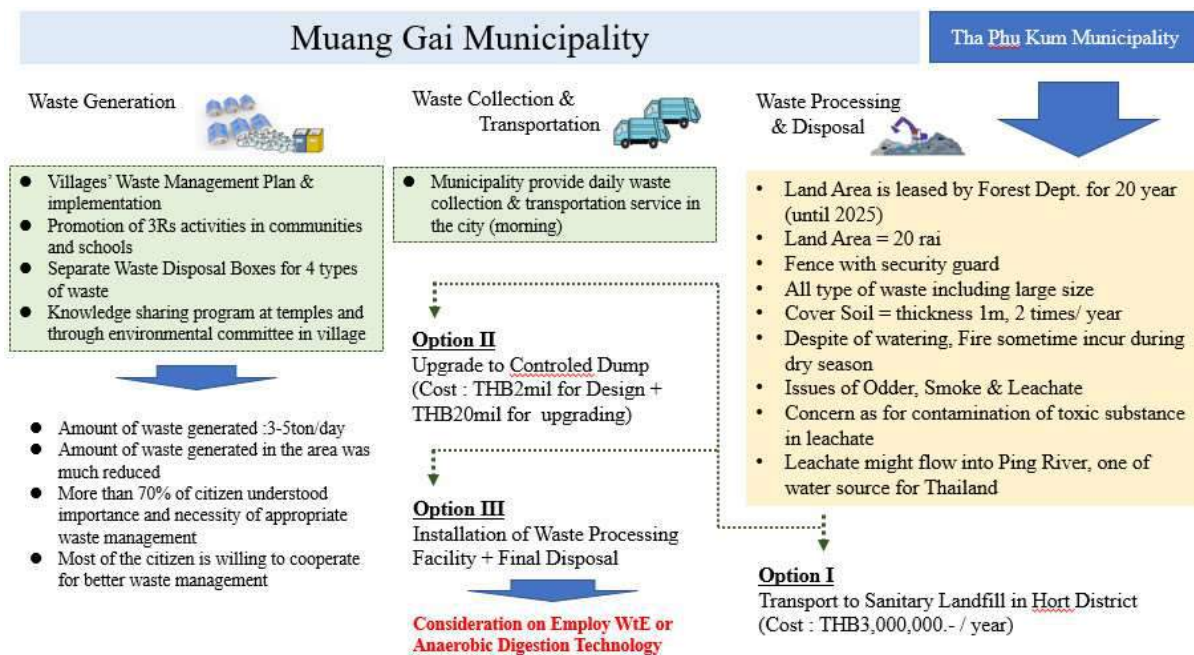 Muang Gai Municipality
Tha Phu Kum Municipality
Waste Generation
● Villages’ Waste Management Plan &
implementation
● Promotion of 3Rs activities in communities
and schools
● Separate Waste Disposal Boxes for 4 types
of waste
● Knowledge sharing program at temples and
through environmental committee in village
● Amount of waste generated :3-5ton/day
● Amount of waste generated in the area was
much reduced
● More than 70% of citizen understood
importance and necessity of appropriate
waste management
● Most of the citizen is willing to cooperate
for better waste management
Waste Collection &
Transportation
● Municipality provide daily waste
collection & transportation service in
the city (morning)
Option II
Upgrade to Controled Dump
(Cost : THB2mil for Design +
THB20mil for upgrading)
Option III
Installation of Waste Processing
Facility + Final Disposal
Consideration on Employ WtE or
Anaerobic Digestion Technology
Waste Processing
& Disposal
• Land Area is leased by Forest Dept. for 20 year
(until 2025)
• Land Area = 20 rai
• Fence with security guard
• All type of waste including large size
• Cover Soil = thickness 1m, 2 times/ year
• Despite of watering, Fire sometime incur during
dry season
• Issues of Odder, Smoke & Leachate
• Concern as for contamination of toxic substance
in leachate
• Leachate might flow into Ping River, one of
water source for Thailand
Option I
Transport to Sanitary Landfill in Hort District
(Cost : THB3,000,000.- / year)